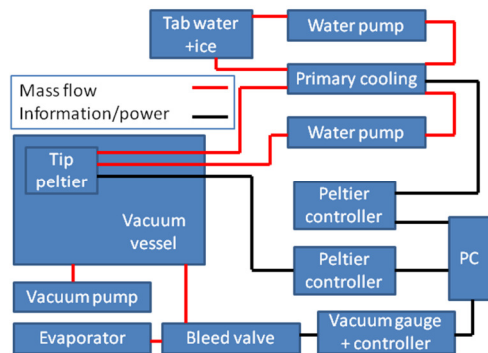 Tab water
+ice
Water pump
Mass flow
Information/power
Primary cooling
Water pump
Tip
peltier
Vacuum
vessel
Peltier
controller
PC
Peltier
controller
Vacuum pump
Evaporator
Bleed valve
Vacuum gauge
+ controller